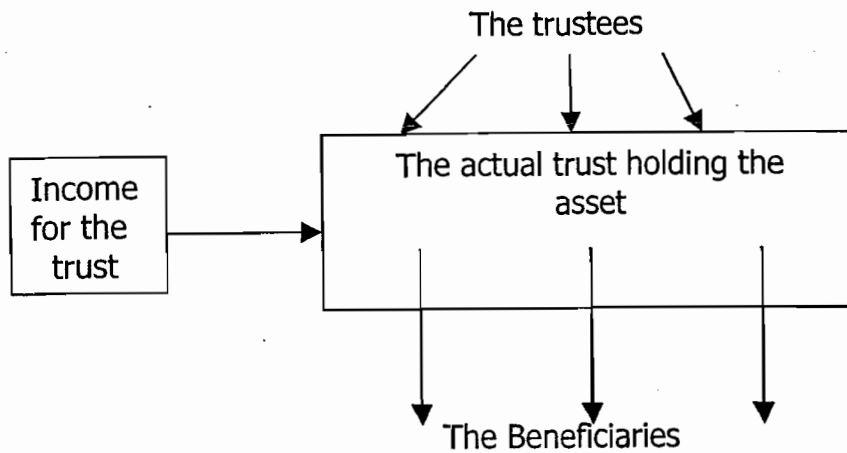 The trustees
The actual trust holding the
asset
Income
for the
trust
The Beneficiaries